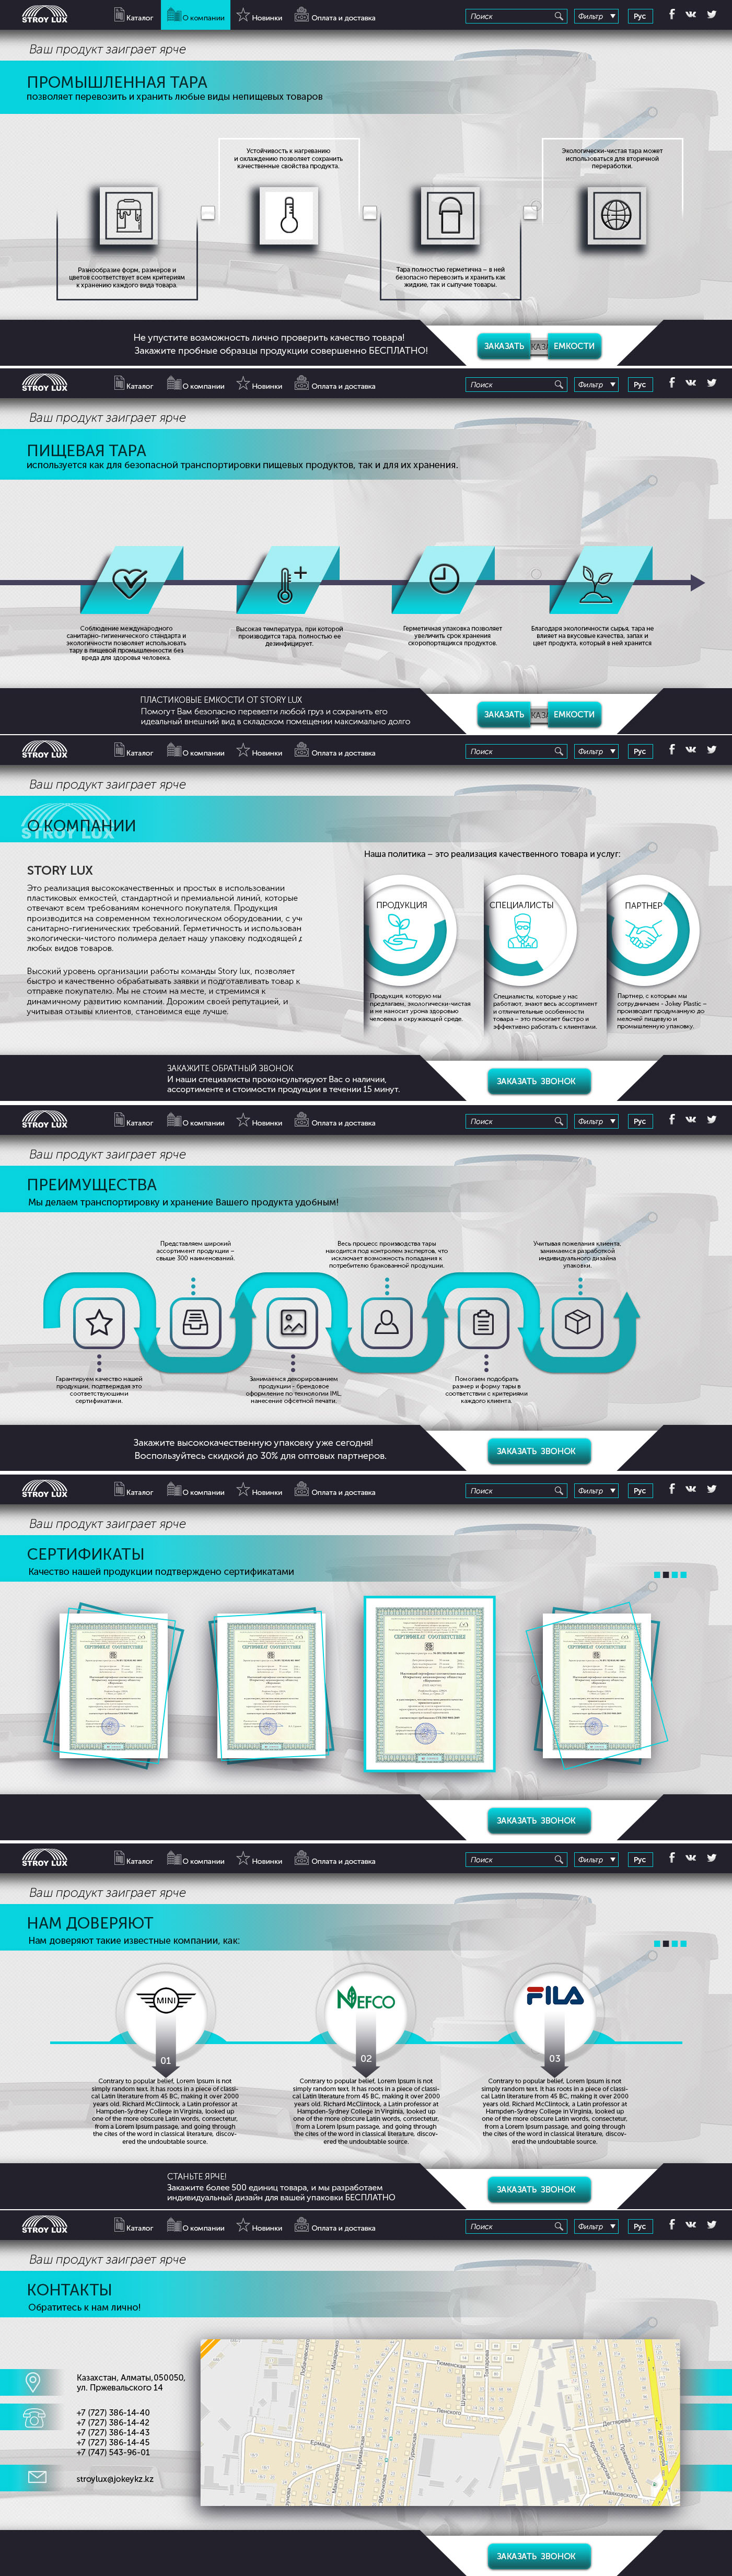 STROY LUX
Каталог
О компании
Новинки
Оплата и доставка
Поиск
Фильтр
Рус
Ваш продукт заиграет ярче
ПРОМЫШЛЕННАЯ ТАРА
позволяет перевозить и хранить любые виды непищевых товаров
Устойчивость к нагреванию
и охлаждению позволяет сохранить
качественные свойства продукта.
Экологически-чистая тара может
использоваться для вторичной
переработки.
Разнообразие форм, размеров и
цветов соответствует всем критериям
к хранению каждого вида товара.
Тара полностью герметична – в ней
безопасно перевозить и хранить как
жидкие, так и сыпучие товары.
Не упустите возможность лично проверить качество товара!
Закажите пробные образцы продукции совершенно БЕСПЛАТНО!
ЗАКАЗАТЬ ЕМКОСТИ
STROY LUX
Каталог
О компании
Новинки
Оплата и доставка
Поиск
Фильтр
Рус
Ваш продукт заиграет ярче
ПИЩЕВАЯ ТАРА
используется как для безопасной транспортировки пищевых продуктов, так и для их хранения.
Соблюдение международного
санитарно-гигиенического стандарта и
экологичности позволяет использовать
тару в пищевой промышленности без
вреда для здоровья человека.
Высокая температура, при которой
производится тара, полностью ее
дезинфицирует.
Герметичная упаковка позволяет
увеличить срок хранения
скоропортящихся продуктов.
Благодаря экологичности сырья, тара не
влияет на вкусовые качества, запах и
цвет продукта, который в ней хранится
ПЛАСТИКОВЫЕ ЕМКОСТИ ОТ STORY LUX
Помогут Вам безопасно перевезти любой груз и сохранить его
идеальный внешний вид в складском помещении максимально долго
ЗАКАЗАТЬ ЕМКОСТИ
STROY LUX
Каталог
О компании
Новинки
Оплата и доставка
Поиск
Фильтр
Рус
Ваш продукт заиграет ярче
О КОМПАНИИ
STROY LUX
Наша политика – это реализация качественного товара и услуг:
STORY LUX
Это реализация высококачественных и простых в использовании
пластиковых емкостей, стандартной и премиальной линий, которые
отвечают всем требованиям конечного покупателя. Продукция
производится на современном технологическом оборудовании, с уч
санитарно-гигиенических требований. Герметичность и использован
экологически-чистого полимера делает нашу упаковку подходящей д
любых видов товаров.
Высокий уровень организации работы команды Story lux, позволяет
быстро и качественно обрабатывать заявки и подготавливать товар к
отправке покупателю. Мы не стоим на месте, и стремимся к
динамичному развитию компании. Дорожим своей репутацией, и
учитывая отзывы клиентов, становимся еще лучше.
ПРОДУКЦИЯ
СПЕЦИАЛИСТЫ
ПАРТНЕР
Продукция, которую мы
предлагаем, экологически-чистая
и не наносит урона здоровью
человека и окружающей среде.
Специалисты, которые у нас
работают, знают весь ассортимент
и отличительные особенности
товара – это помогает быстро и
эффективно работать с клиентами.
Партнер, с которым мы
сотрудничаем - Jokey Plastic –
производит продуманную до
мелочей пищевую и
промышленную упаковку.
ЗАКАЖИТЕ ОБРАТНЫЙ ЗВОНОК
И наши специалисты проконсультируют Вас о наличии,
ассортименте и стоимости продукции в течении 15 минут.
ЗАКАЗАТЬ ЗВОНОК
STROY LUX
Каталог
О компании
Новинки
Оплата и доставка
Поиск
Фильтр
Рус
Ваш продукт заиграет ярче
ПРЕИМУЩЕСТВА
Мы делаем транспортировку и хранение Вашего продукта удобным!
Представляем широкий
ассортимент продукции –
свыше 300 наименований.
Весь процесс производства тары
находится под контролем экспертов, что
исключает возможность попадания к
потребителю бракованной продукции.
Учитывая пожелания клиента,
занимаемся разработкой
индивидуального дизайна
упаковки.
Гарантируем качество нашей
продукции, подтверждая это
соответствующими
сертификатами.
Занимаемся декорированием
продукции - брендовое
оформление по технологии IML,
нанесение офсетной печати.
Помогаем подобрать
размер и форму тары в
соответствии с критериями
каждого клиента.
Закажите высококачественную упаковку уже сегодня!
Воспользуйтесь скидкой до 30% для оптовых партнеров.
ЗАКАЗАТЬ ЗВОНОК
STROY LUX
Каталог
О компании
Новинки
Оплата и доставка
Поиск
Фильтр
Рус
Ваш продукт заиграет ярче
СЕРТИФИКАТЫ
Качество нашей продукции подтверждено сертификатами
СЕРТИФИКАТ СООТВЕТСТВИЯ
СЕРТИФИКАТ СООТВЕТСТВИЯ
СЕРТИФИКАТ СООТВЕТСТВИЯ
СЕРТИФИКАТ СООТВЕТСТВИЯ
ЗАКАЗАТЬ ЗВОНОК
STROY LUX
Каталог
О компании
Новинки
Оплата и доставка
Поиск
Фильтр
Рус
Ваш продукт заиграет ярче
НАМ ДОВЕРЯЮТ
Нам доверяют такие известные компании, как:
MINI
NEFCO
FILA
01
02
03
Contrary to popular belief, Lorem Ipsum is not
simply random text. It has roots in a piece of classi-
cal Latin literature from 45 BC, making it over 2000
years old. Richard McClintock, a Latin professor at
Hampden-Sydney College in Virginia, looked up
one of the more obscure Latin words, consectetur,
from a Lorem Ipsum passage, and going through
the cites of the word in classical literature, discov-
ered the undoubtable source.
Contrary to popular belief, Lorem Ipsum is not
simply random text. It has roots in a piece of classi-
cal Latin literature from 45 BC, making it over 2000
years old. Richard McClintock, a Latin professor at
Hampden-Sydney College in Virginia, looked up
one of the more obscure Latin words, consectetur,
from a Lorem Ipsum passage, and going through
the cites of the word in classical literature, discov-
ered the undoubtable source.
Contrary to popular belief, Lorem Ipsum is not
simply random text. It has roots in a piece of classi-
cal Latin literature from 45 BC, making it over 2000
years old. Richard McClintock, a Latin professor at
Hampden-Sydney College in Virginia, looked up
one of the more obscure Latin words, consectetur,
from a Lorem Ipsum passage, and going through
the cites of the word in classical literature, discov-
ered the undoubtable source.
СТАНЬТЕ ЯРЧЕ!
Закажите более 500 единиц товара, и мы разработаем
индивидуальный дизайн для вашей упаковки БЕСПЛАТНО
ЗАКАЗАТЬ ЗВОНОК
STROY LUX
Каталог
О компании
Новинки
Оплата и доставка
Поиск
Фильтр
Рус
Ваш продукт заиграет ярче
КОНТАКТЫ
Обратитесь к нам лично!
Казахстан, Алматы,050050,
ул. Пржевальского 14
+7 (727) 386-14-40
+7 (727) 386-14-42
+7 (727) 386-14-43
+7 (727) 386-14-45
+7 (747) 543-96-01
stroylux@jokeykz.kz
Тюменская
Пенского
Ермака
Дегтярева
Маяковского
ЗАКАЗАТЬ ЗВОНОК